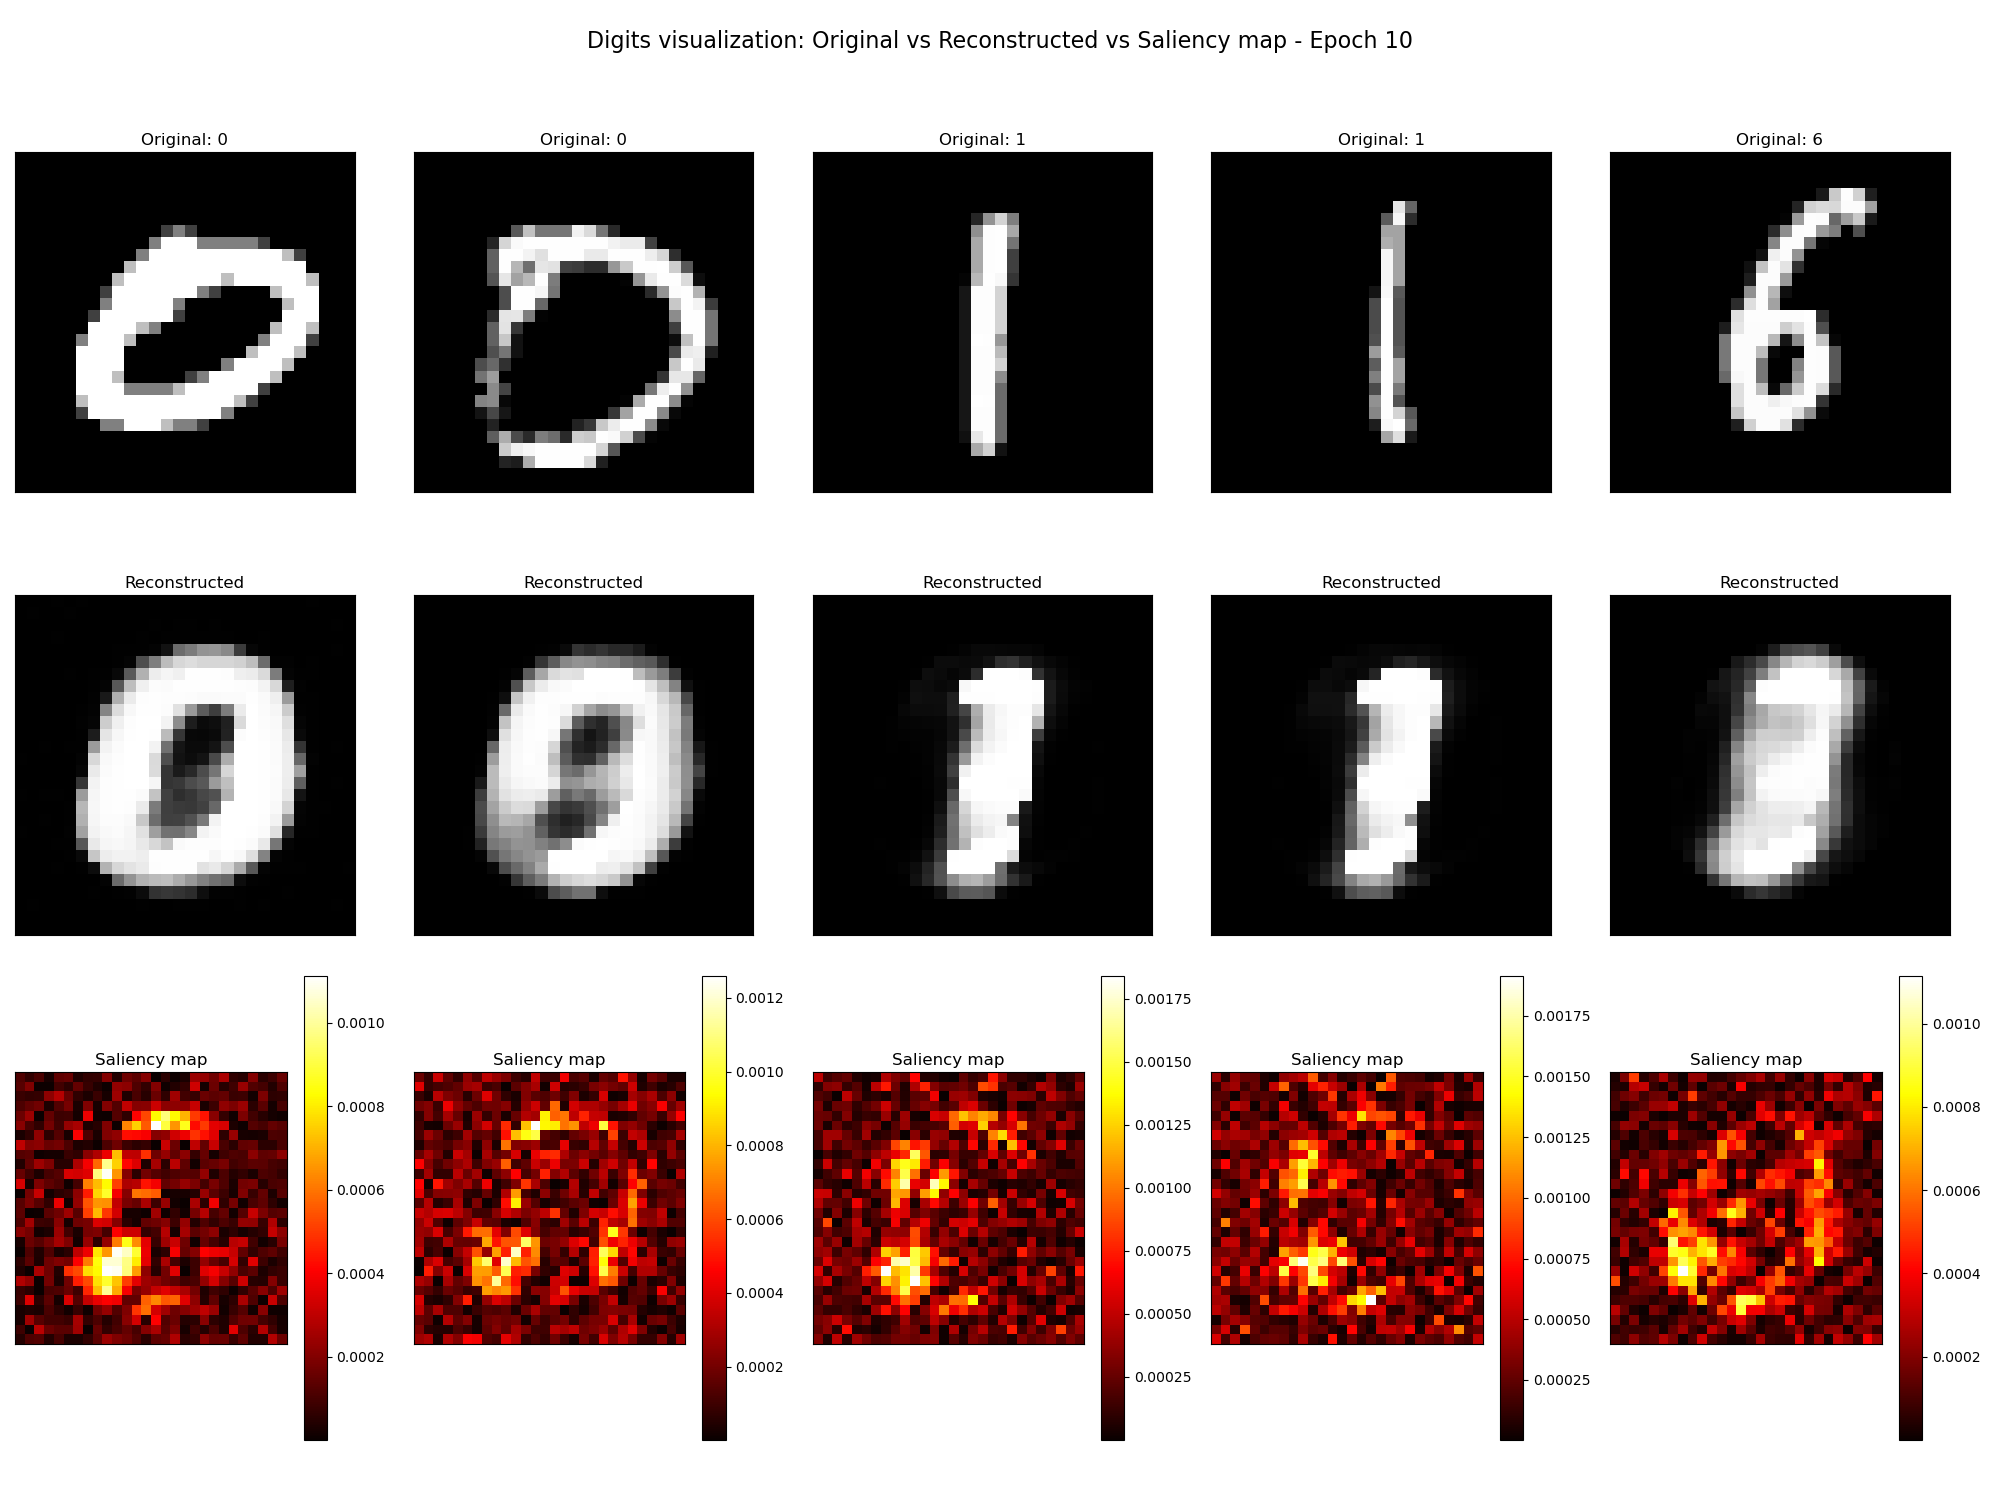 Digits visualization: Original vs Reconstructed vs Saliency map - Epoch 10
Original: 0
Original: 0
Original: 1
Original: 1
Original: 6
Reconstructed
Reconstructed
Reconstructed
Reconstructed
Reconstructed
Saliency map
0.0010
0.0008
0.0006
0.0004
0.0002
Saliency map
0.0012
0.0010
0.0008
0.0006
0.0004
0.0002
Saliency map
0.00175
0.00150
0.00125
0.00100
0.00075
0.00050
0.00025
Saliency map
0.00175
0.00150
0.00125
0.00100
0.00075
0.00050
0.00025
Saliency map
0.0010
0.0008
0.0006
0.0004
0.0002